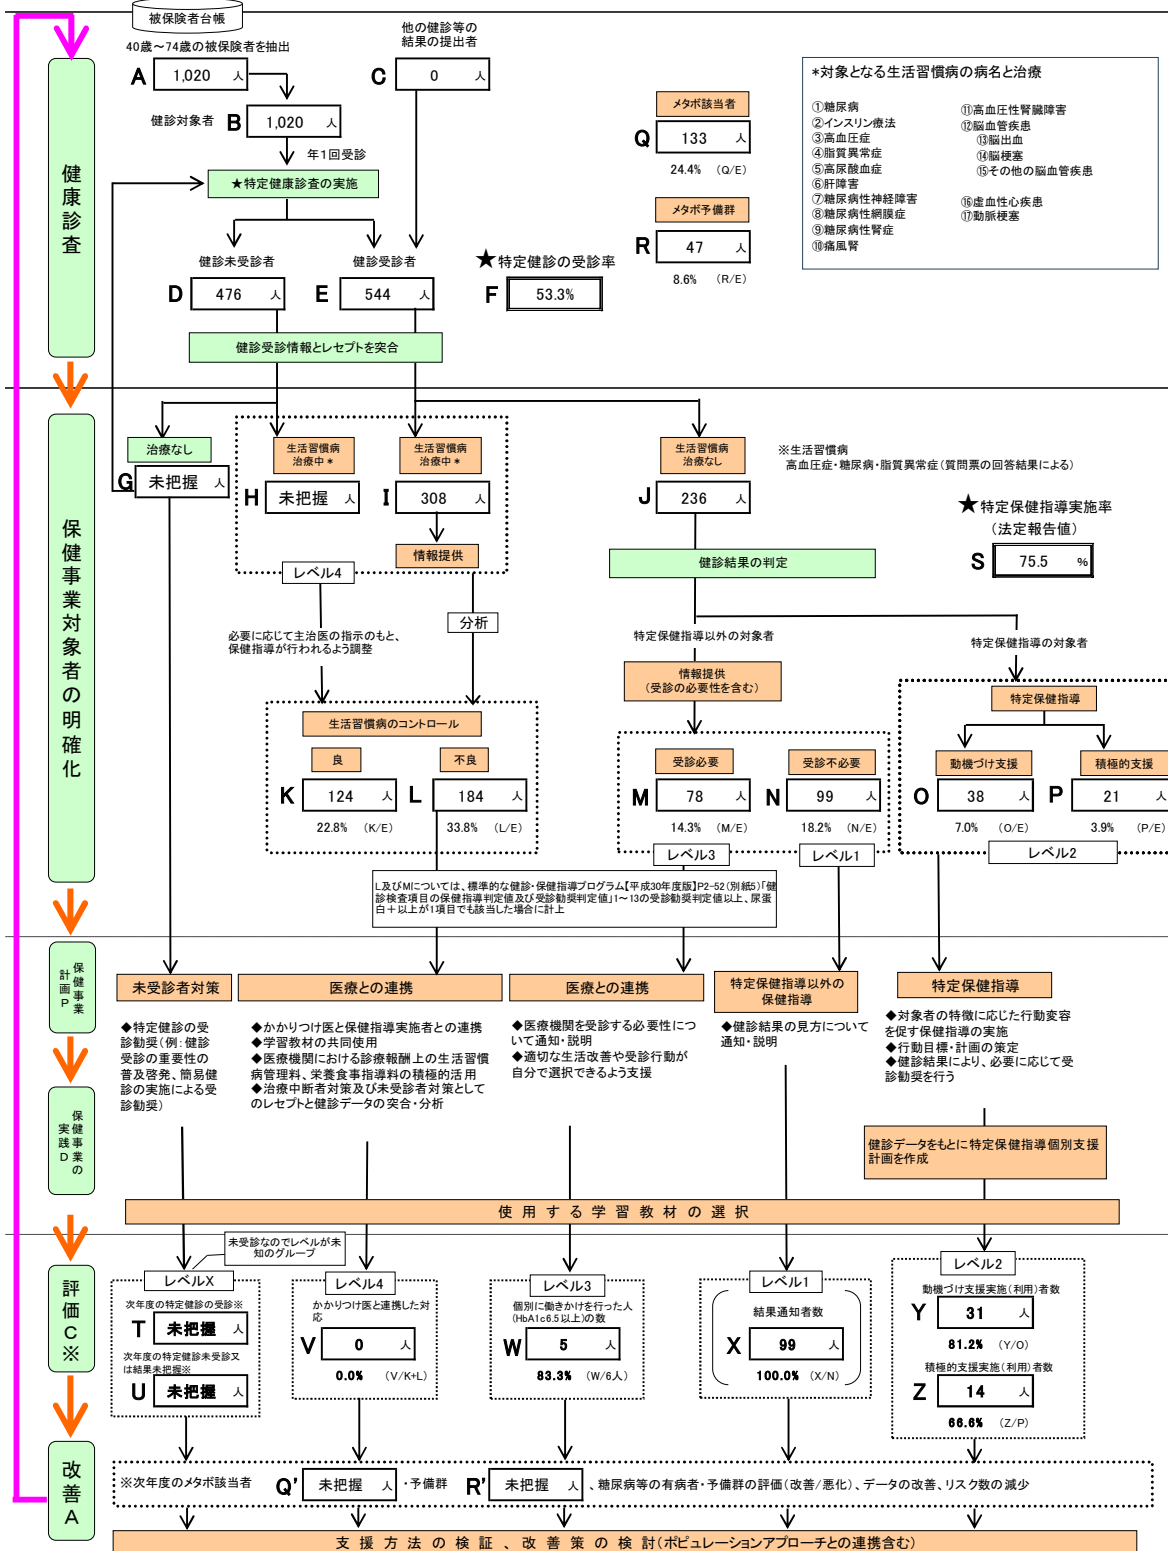 被保険者台帳
40歳～74歳の被保険者を抽出
他の健診等の
結果の提出者
A 1,020 人
C 0 人
健診対象者 B 1,020 人
年1回受診
★特定健康診査の実施
健診未受診者
健診受診者
D 476 人
E 544 人
★特定健診の受診率
F 53.3%
メタボ該当者
Q 133 人
24.4% (Q/E)
メタボ予備群
R 47 人
8.6% (R/E)
*対象となる生活習慣病の病名と治療
①糖尿病
②インスリン療法
③高血圧症
④脂質異常症
⑤高尿酸血症
⑥肝障害
⑦糖尿病性神経障害
⑧糖尿病性網膜症
⑨糖尿病性腎症
⑩痛風腎
⑪高血圧性腎臓障害
⑫脳血管疾患
⑬脳出血
⑭脳梗塞
⑮その他の脳血管疾患
⑯虚血性心疾患
⑰動脈梗塞
健診受診情報とレセプトを突合
健康診査
治療なし
G 未把握 人
生活習慣病
治療中*
H 未把握 人
生活習慣病
治療中*
I 308 人
情報提供
レベル4
生活習慣病
治療なし
J 236 人
※生活習慣病
高血圧症・糖尿病・脂質異常症(質問票の回答結果による)
★特定保健指導実施率
(法定報告値)
S 75.5 %
健診結果の判定
分析
必要に応じて主治医の指示のもと、
保健指導が行われるよう調整
特定保健指導以外の対象者
特定保健指導の対象者
情報提供
(受診の必要性を含む)
特定保健指導
生活習慣病のコントロール
良
不良
K 124 人
L 184 人
22.8% (K/E)
33.8% (L/E)
受診必要
受診不必要
M 78 人
N 99 人
14.3% (M/E)
18.2% (N/E)
レベル3
レベル1
動機づけ支援
積極的支援
O 38 人
P 21 人
7.0% (O/E)
3.9% (P/E)
レベル2
L及びMについては、標準的な健診・保健指導プログラム【平成30年度版】P2-52(別紙5)「健
診検査項目の保健指導判定値及び受診勧奨判定値」1～13の受診勧奨判定値以上、尿蛋
白＋以上が1項目でも該当した場合に計上
保健事業対象者の明確化
保健事業
計画P
未受診者対策
医療との連携
医療との連携
特定保健指導以外の
保健指導
特定保健指導
◆特定健診の受
診勧奨(例:健診
受診の重要性の
普及啓発、簡易健
診の実施による受
診勧奨)
◆かかりつけ医と保健指導実施者との連携
◆学習教材の共同使用
◆医療機関における診療報酬上の生活習慣
病管理料、栄養食事指導料の積極的活用
◆治療中断者対策及び未受診者対策として
のレセプトと健診データの突合・分析
◆医療機関を受診する必要性につ
いて通知・説明
◆適切な生活改善や受診行動が
自分で選択できるよう支援
◆健診結果の見方について
通知・説明
◆対象者の特徴に応じた行動変容
を促す保健指導の実施
◆行動目標・計画の策定
◆健診結果により、必要に応じて受
診勧奨を行う
保健事業の
実践D
健診データをもとに特定保健指導個別支援
計画を作成
使用する学習教材の選択
未受診なのでレベルが未
知のグループ
レベルX
次年度の特定健診の受診※
T 未把握 人
次年度の特定健診未受診又
は結果未把握※
U 未把握 人
レベル4
かかりつけ医と連携した対
応
V 0 人
0.0% (V/K+L)
レベル3
個別に働きかけを行った人
(HbA1c6.5以上)の数
W 5 人
83.3% (W/6人)
レベル1
結果通知者数
X 99 人
100.0% (X/N)
レベル2
動機づけ支援実施(利用)者数
Y 31 人
81.2% (Y/O)
積極的支援実施(利用)者数
Z 14 人
66.6% (Z/P)
評価C※
改善A
※次年度のメタボ該当者 Q' 未把握 人 ・予備群 R' 未把握 人 、糖尿病等の有病者・予備群の評価(改善/悪化)、データの改善、リスク数の減少
支援方法の検証、改善策の検討(ポピュレーションアプローチとの連携含む)